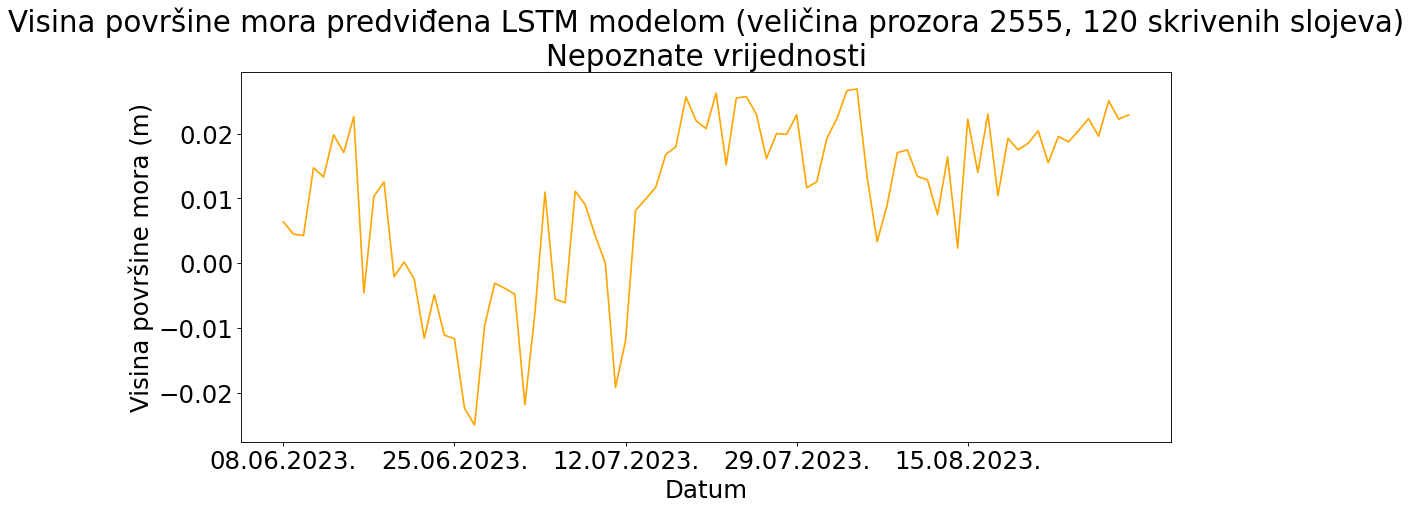 Visina površine mora predviđena LSTM modelom (veličina prozora 2555, 120 skrivenih slojeva)
Nepoznate vrijednosti
Visina površine mora (m)
0.02
0.01
0.00
−0.01
−0.02
08.06.2023. 25.06.2023. 12.07.2023. 29.07.2023. 15.08.2023.
Datum